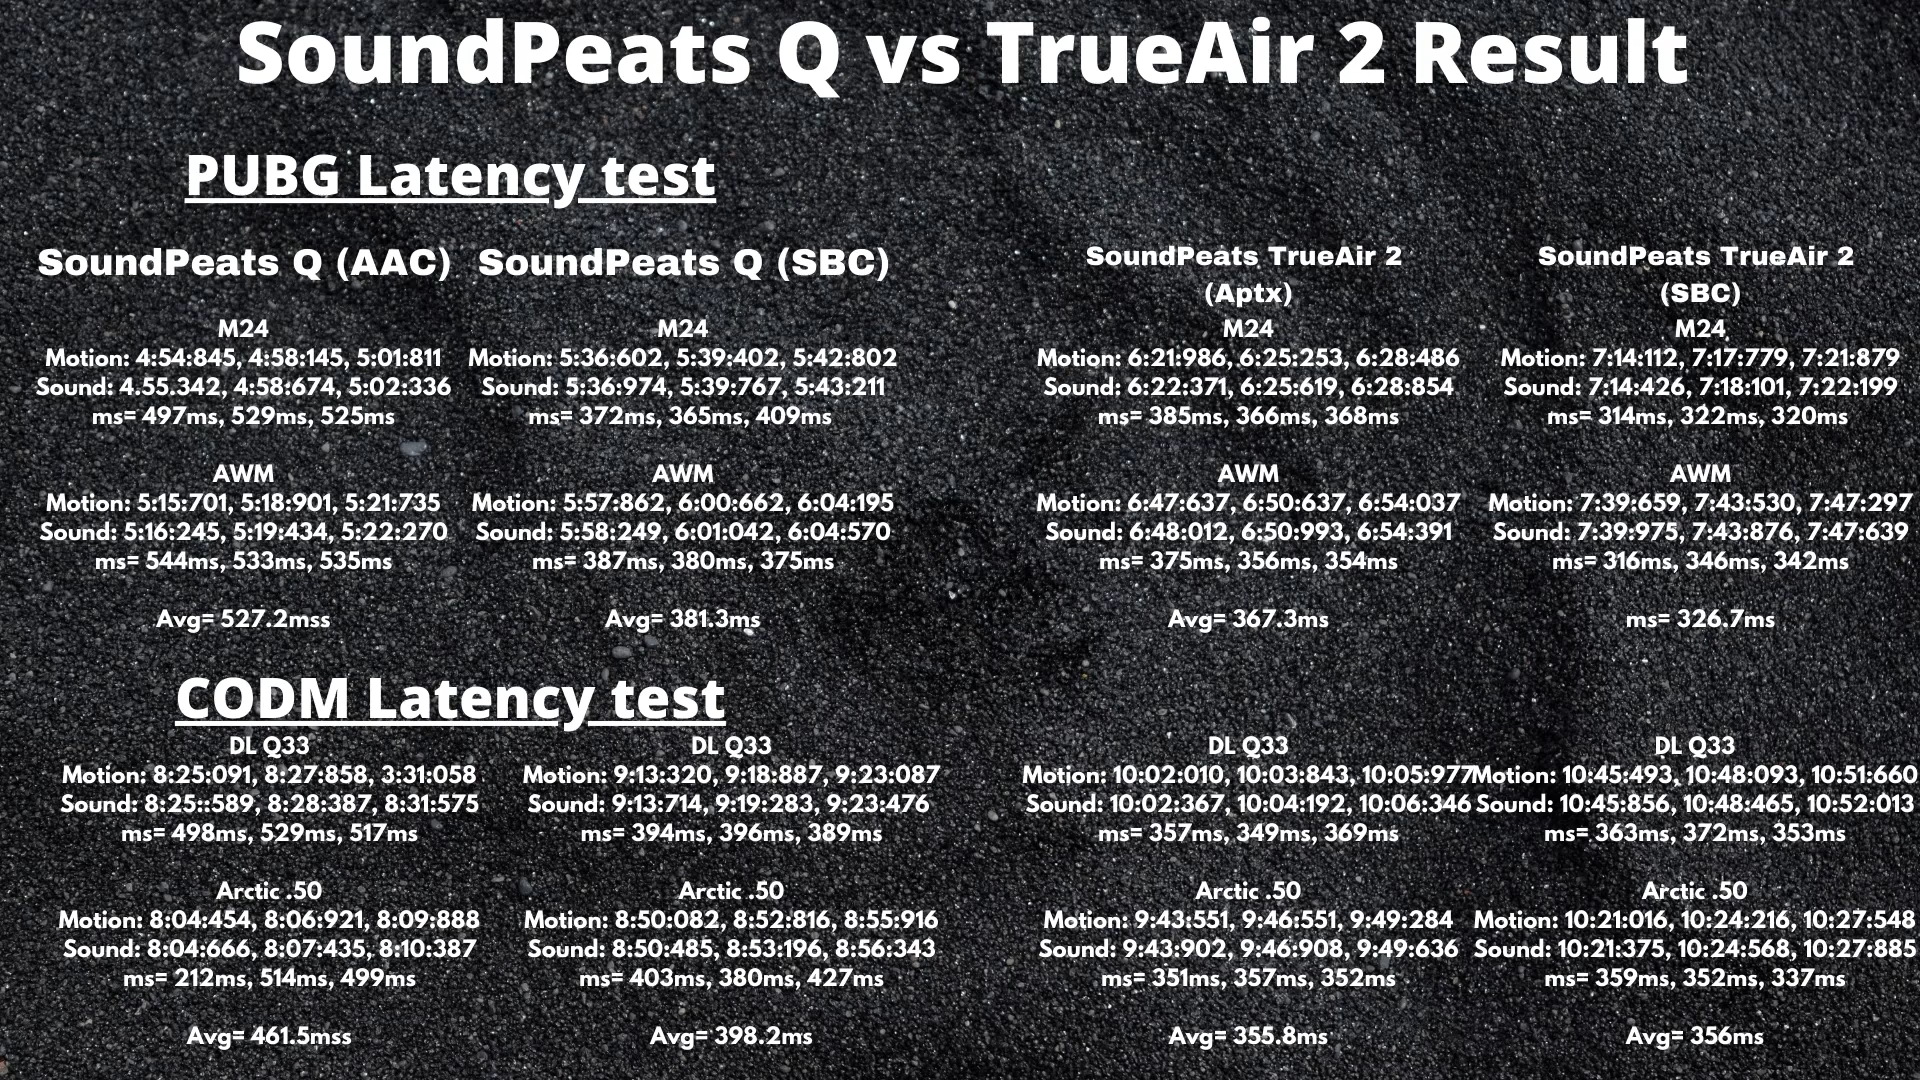 SoundPeats Q vs TrueAir 2 Result
PUBG Latency test
SoundPeats Q (AAC)
M24
Motion: 4:54:845, 4:58:145, 5:01:811
Sound: 4.55.342, 4:58:674, 5:02:336
ms= 497ms, 529ms, 525ms
AWM
Motion: 5:15:701, 5:18:901, 5:21:735
Sound: 5:16:245, 5:19:434, 5:22:270
ms= 544ms, 533ms, 535ms
Avg= 527.2mss
SoundPeats Q (SBC)
M24
Motion: 5:36:602, 5:39:402, 5:42:802
Sound: 5:36:974, 5:39:767, 5:43:211
ms= 372ms, 365ms, 409ms
AWM
Motion: 5:57:862, 6:00:662, 6:04:195
Sound: 5:58:249, 6:01:042, 6:04:570
ms= 387ms, 380ms, 375ms
Avg= 381.3ms
SoundPeats TrueAir 2
(Aptx)
M24
Motion: 6:21:986, 6:25:253, 6:28:486
Sound: 6:22:371, 6:25:619, 6:28:854
ms= 385ms, 366ms, 368ms
AWM
Motion: 6:47:637, 6:50:637, 6:54:037
Sound: 6:48:012, 6:50:993, 6:54:391
ms= 375ms, 356ms, 354ms
Avg= 367.3ms
SoundPeats TrueAir 2
(SBC)
M24
Motion: 7:14:112, 7:17:779, 7:21:879
Sound: 7:14:426, 7:18:101, 7:22:199
ms= 314ms, 322ms, 320ms
AWM
Motion: 7:39:659, 7:43:530, 7:47:297
Sound: 7:39:975, 7:43:876, 7:47:639
ms= 316ms, 346ms, 342ms
ms= 326.7ms
CODM Latency test
DL Q33
Motion: 8:25:091, 8:27:858, 3:31:058
Sound: 8:25::589, 8:28:387, 8:31:575
ms= 498ms, 529ms, 517ms
Arctic .50
Motion: 8:04:454, 8:06:921, 8:09:888
Sound: 8:04:666, 8:07:435, 8:10:387
ms= 212ms, 514ms, 499ms
Avg= 461.5mss
DL Q33
Motion: 9:13:320, 9:18:887, 9:23:087
Sound: 9:13:714, 9:19:283, 9:23:476
ms= 394ms, 396ms, 389ms
Arctic .50
Motion: 8:50:082, 8:52:816, 8:55:916
Sound: 8:50:485, 8:53:196, 8:56:343
ms= 403ms, 380ms, 427ms
Avg= 398.2ms
DL Q33
Motion: 10:02:010, 10:03:843, 10:05:977
Sound: 10:02:367, 10:04:192, 10:06:346
ms= 357ms, 349ms, 369ms
Arctic .50
Motion: 9:43:551, 9:46:551, 9:49:284
Sound: 9:43:902, 9:46:908, 9:49:636
ms= 351ms, 357ms, 352ms
Avg= 355.8ms
DL Q33
Motion: 10:45:493, 10:48:093, 10:51:660
Sound: 10:45:856, 10:48:465, 10:52:013
ms= 363ms, 372ms, 353ms
Arctic .50
Motion: 10:21:016, 10:24:216, 10:27:548
Sound: 10:21:375, 10:24:568, 10:27:885
ms= 359ms, 352ms, 337ms
Avg= 356ms